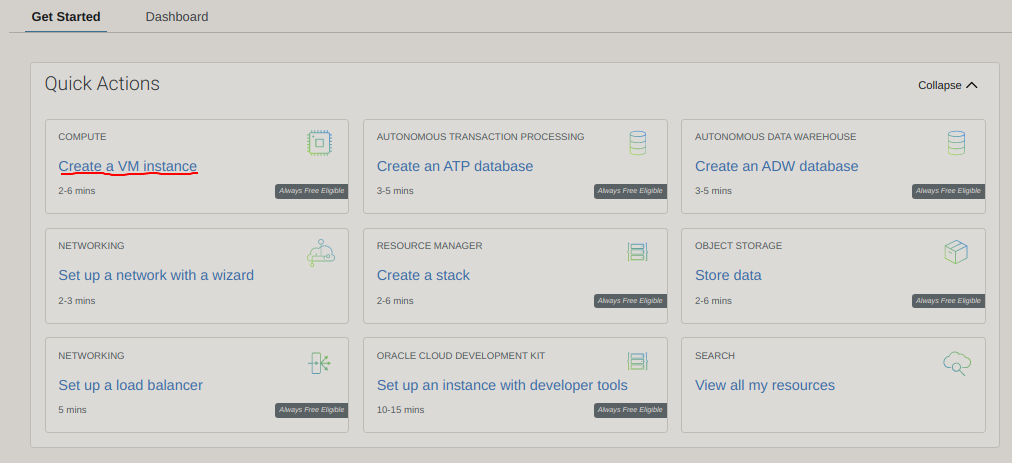 Get Started Dashboard
Quick Actions
Collapse
COMPUTE
Create a VM instance
2-6 mins
Always Free Eligible
AUTONOMOUS TRANSACTION PROCESSING
Create an ATP database
3-5 mins
Always Free Eligible
AUTONOMOUS DATA WAREHOUSE
Create an ADW database
3-5 mins
Always Free Eligible
NETWORKING
Set up a network with a wizard
2-3 mins
RESOURCE MANAGER
Create a stack
2-6 mins
Always Free Eligible
OBJECT STORAGE
Store data
2-6 mins
Always Free Eligible
NETWORKING
Set up a load balancer
5 mins
Always Free Eligible
ORACLE CLOUD DEVELOPMENT KIT
Set up an instance with developer tools
10-15 mins
Always Free Eligible
SEARCH
View all my resources